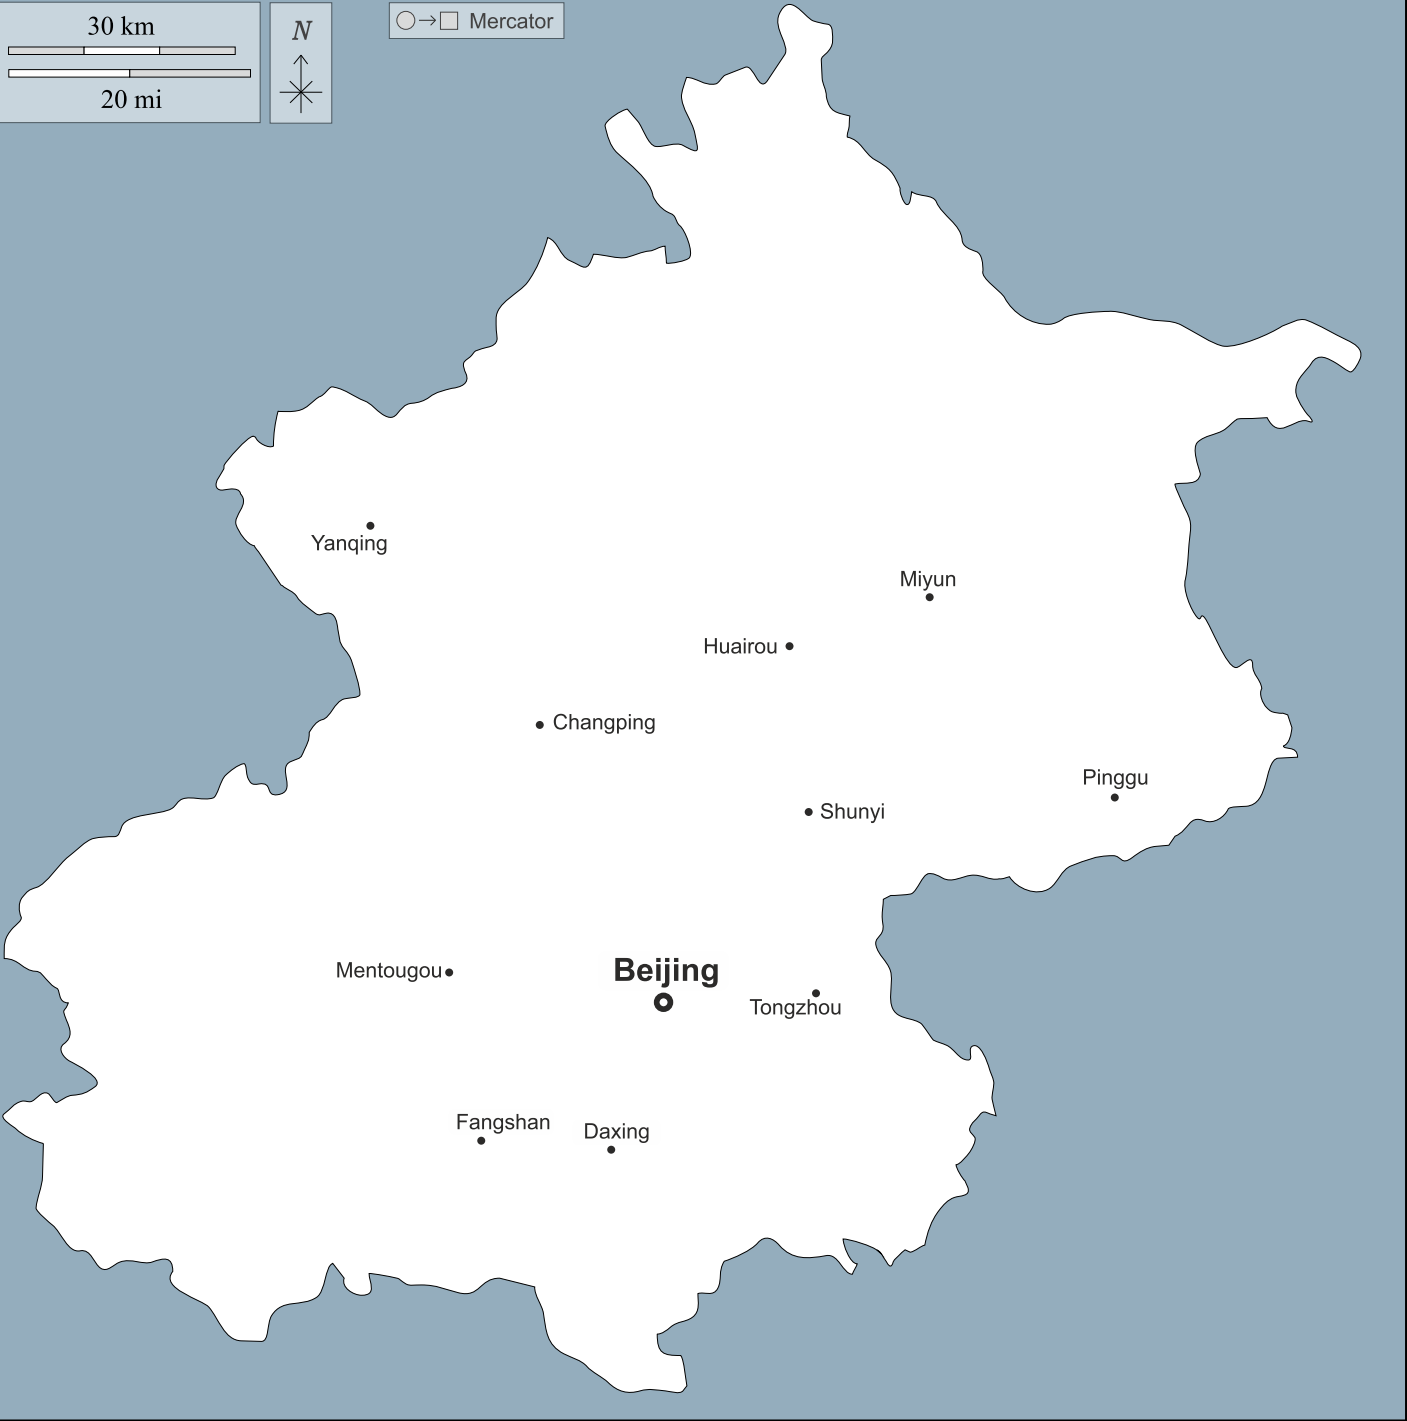 30 km
20 mi
N
Mercator
Yanqing
Miyun
Huairou
Changping
Pinggu
Shunyi
Mentougou
Beijing
Tongzhou
Fangshan
Daxing